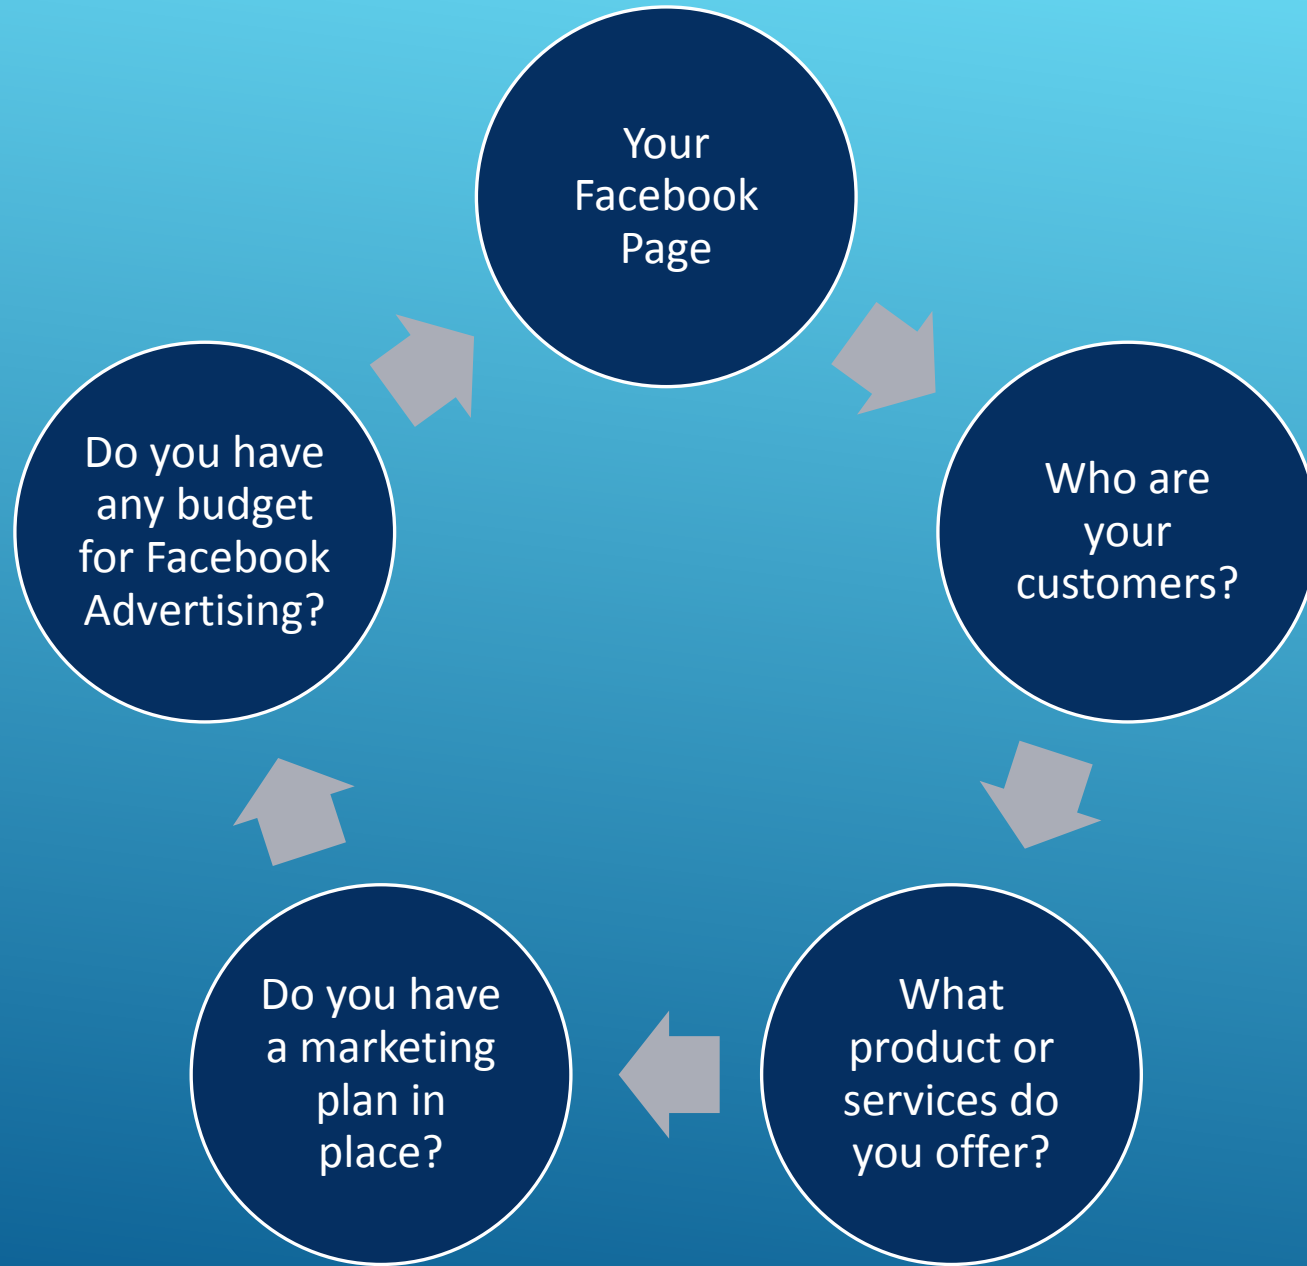 Your
Facebook
Page
Who are
your
customers?
What
product or
services do
you offer?
Do you have
a marketing
plan in
place?
Do you have
any budget
for Facebook
Advertising?